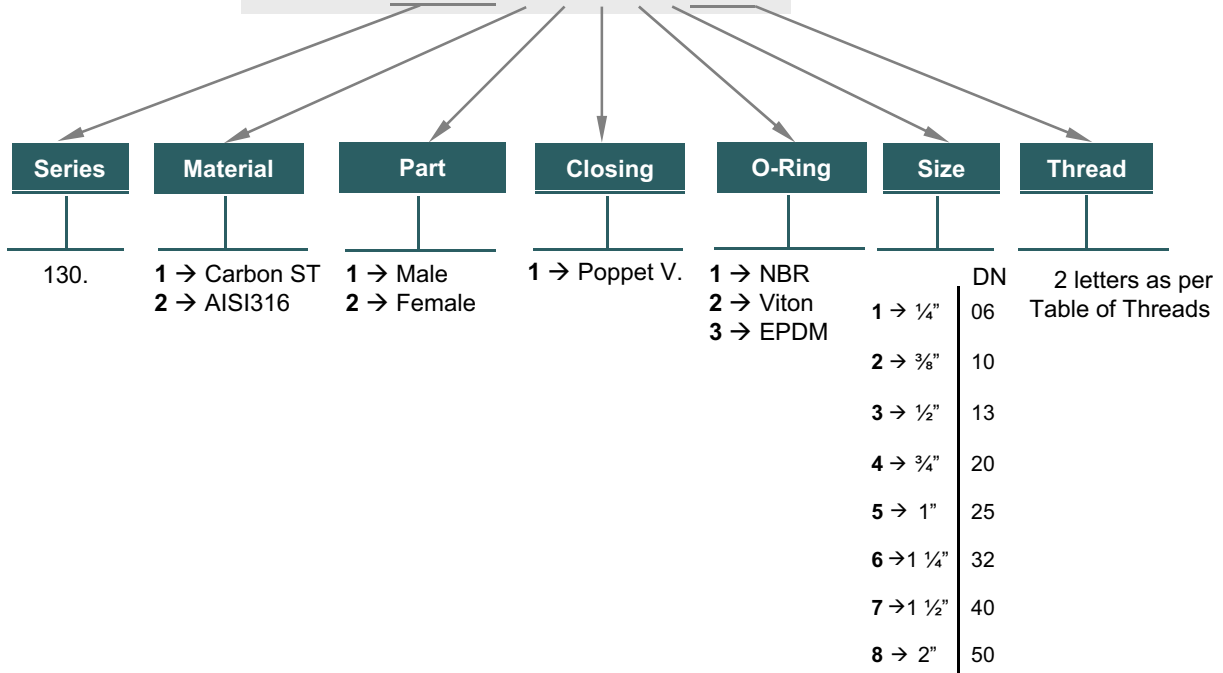 Series
Material
Part
Closing
O-Ring
Size
Thread
130.
1 → Carbon ST
2 → AISI316
1 → Male
2 → Female
1 → Poppet V.
1 → NBR
2 → Viton
3 → EPDM
DN
1 → ¼” 06
2 → ⅜” 10
3 → ½” 13
4 → ¾” 20
5 → 1” 25
6 →1 ¼” 32
7 →1 ½” 40
8 → 2” 50
2 letters as per
Table of Threads